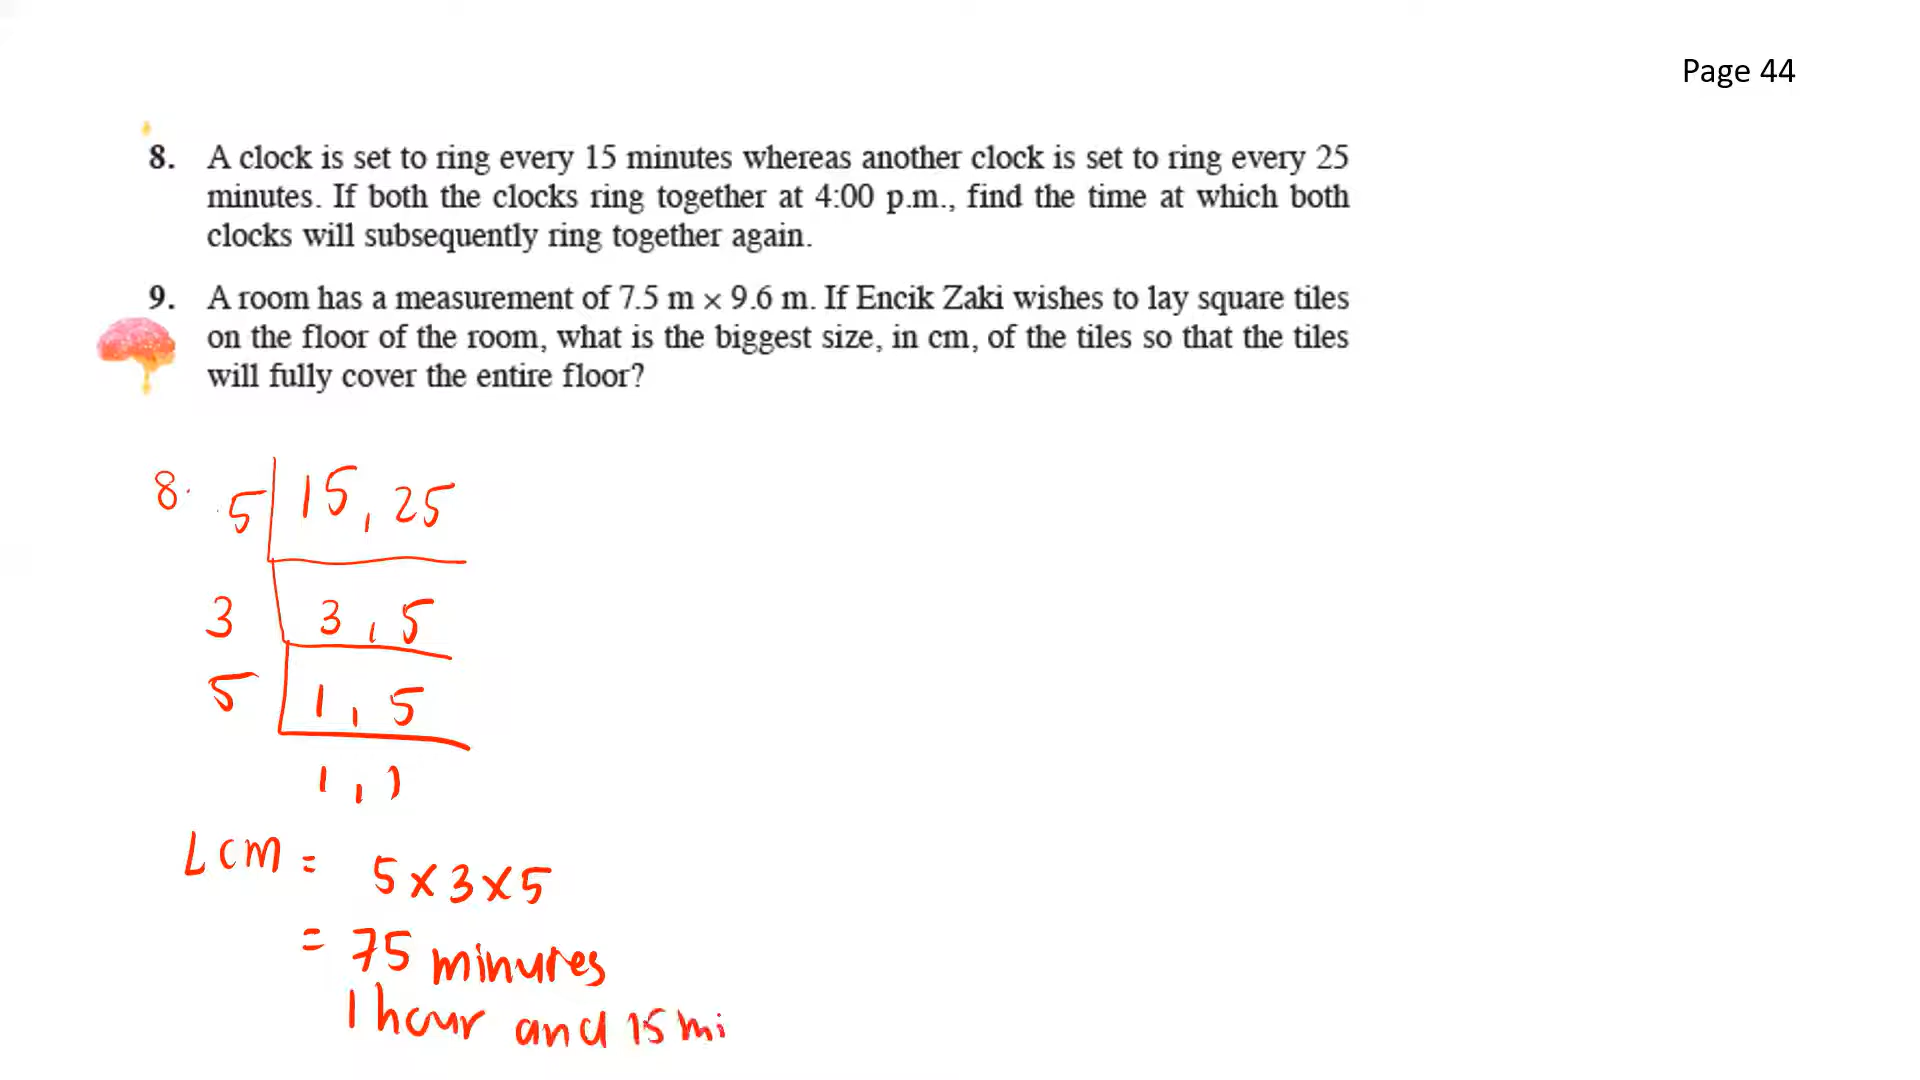 Page 44
8. A clock is set to ring every 15 minutes whereas another clock is set to ring every 25
minutes. If both the clocks ring together at 4:00 p.m., find the time at which both
clocks will subsequently ring together again.
9. A room has a measurement of 7.5 m × 9.6 m. If Encik Zaki wishes to lay square tiles
on the floor of the room, what is the biggest size, in cm, of the tiles so that the tiles
will fully cover the entire floor?
8. 5 15, 25
3 3, 5
5 1, 5
1, 1
LCM = 5 x 3 x 5
= 75 minutes
1 hour and 15 mi